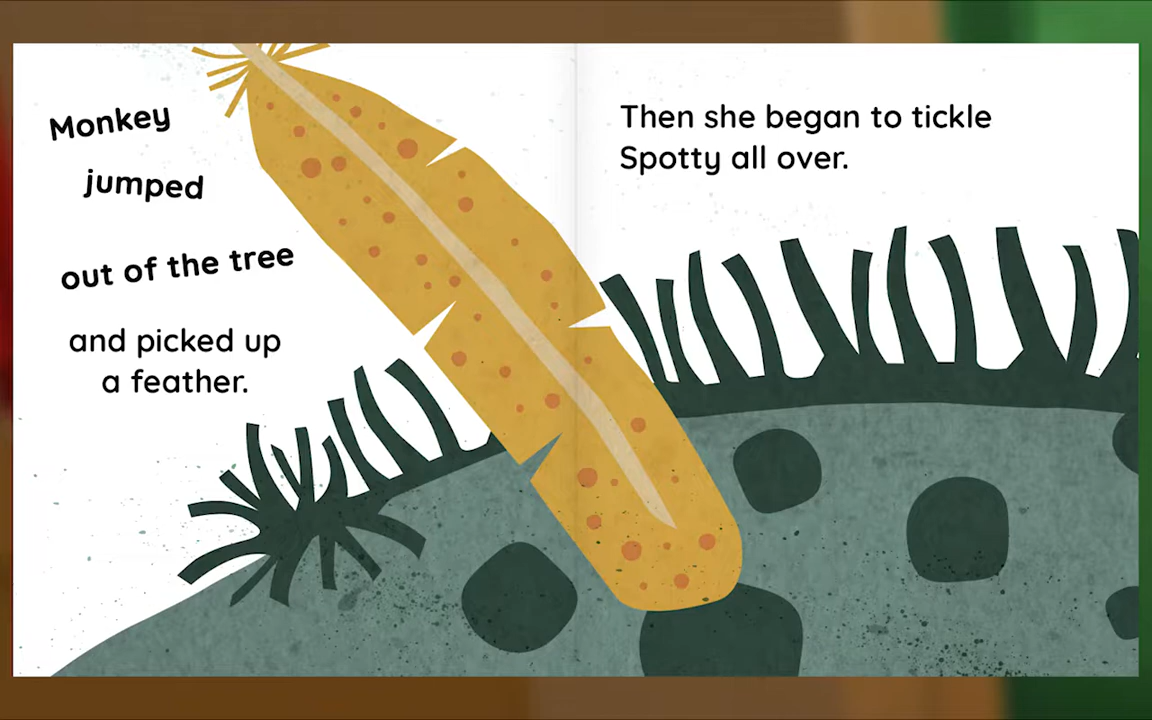 Monkey
jumped
out of the tree
and picked up
a feather.
Then she began to tickle
Spotty all over.